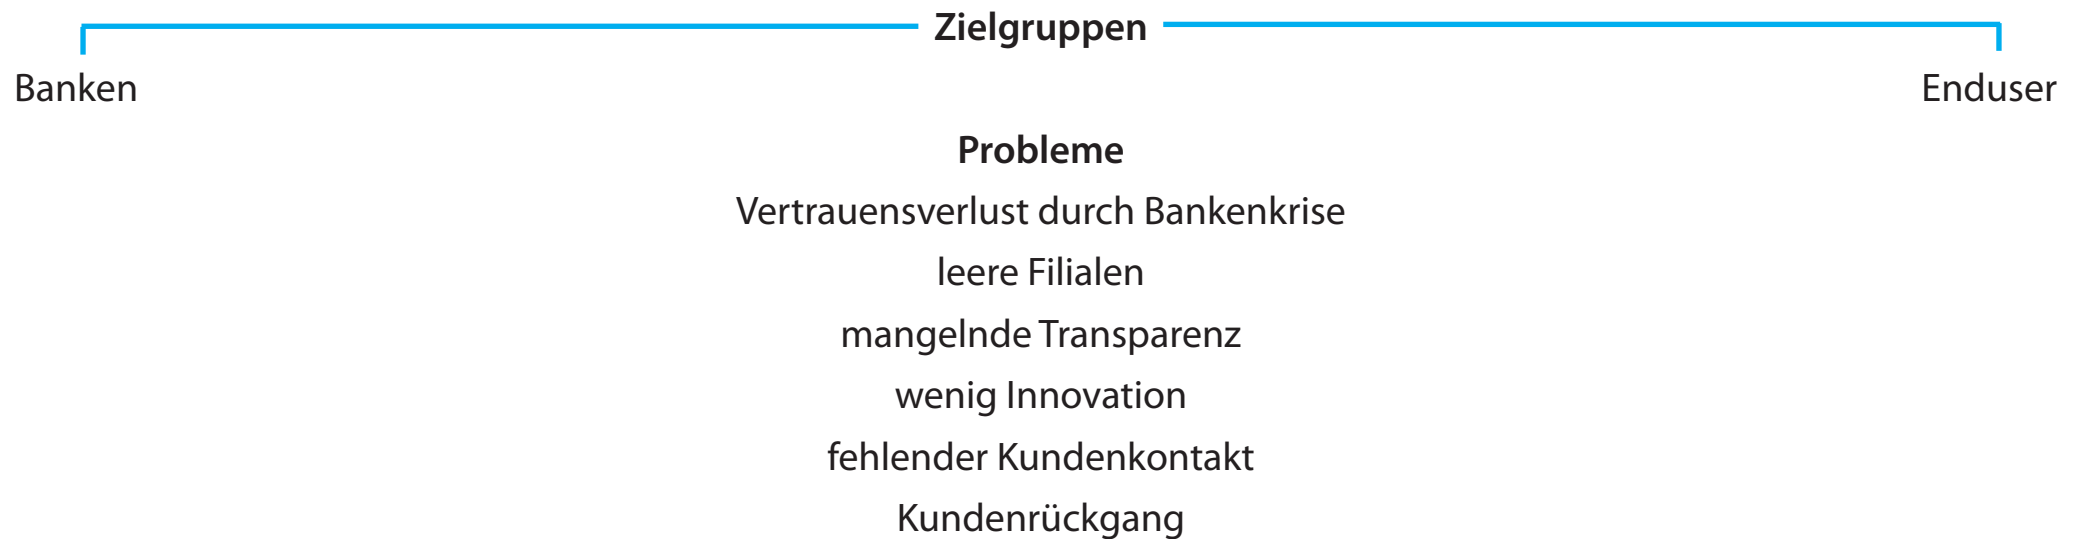 Zielgruppen
Banken
Enduser
Probleme
Vertrauensverlust durch Bankenkrise
leere Filialen
mangelnde Transparenz
wenig Innovation
fehlender Kundenkontakt
Kundenrückgang